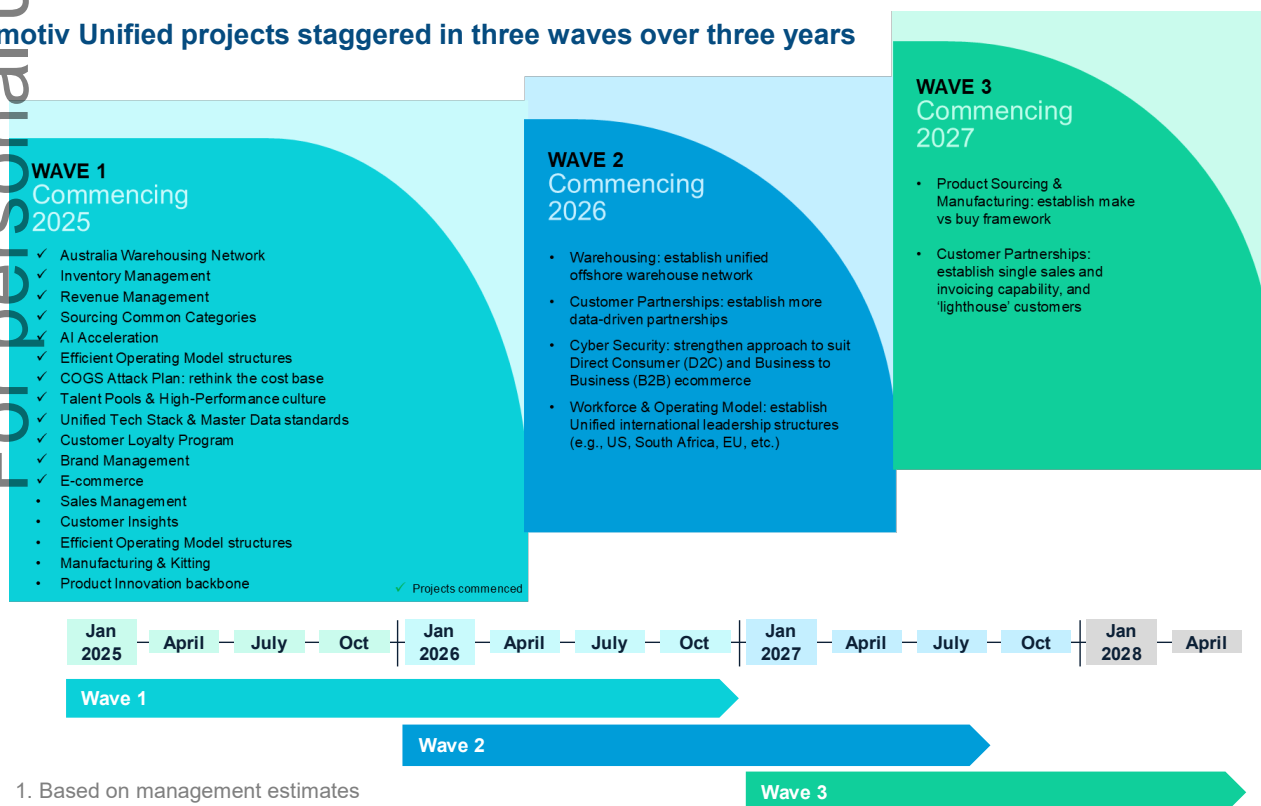 motiv Unified projects staggered in three waves over three years
For personal u
WAVE 1
Commencing
2025
✓ Australia Warehousing Network
✓ Inventory Management
✓ Revenue Management
✓ Sourcing Common Categories
✓ AI Acceleration
✓ Efficient Operating Model structures
✓ COGS Attack Plan: rethink the cost base
✓ Talent Pools & High-Performance culture
✓ Unified Tech Stack & Master Data standards
✓ Customer Loyalty Program
✓ Brand Management
✓ E-commerce
• Sales Management
• Customer Insights
• Efficient Operating Model structures
• Manufacturing & Kitting
• Product Innovation backbone
✓ Projects commenced
WAVE 2
Commencing
2026
• Warehousing: establish unified
offshore warehouse network
• Customer Partnerships: establish more
data-driven partnerships
• Cyber Security: strengthen approach to suit
Direct Consumer (D2C) and Business to
Business (B2B) ecommerce
• Workforce & Operating Model: establish
Unified international leadership structures
(e.g., US, South Africa, EU, etc.)
WAVE 3
Commencing
2027
• Product Sourcing &
Manufacturing: establish make
vs buy framework
• Customer Partnerships:
establish single sales and
invoicing capability, and
‘lighthouse’ customers
Jan 2025 April July Oct Jan 2026 April July Oct Jan 2027 April July Oct Jan 2028 April
Wave 1
Wave 2
Wave 3
1. Based on management estimates